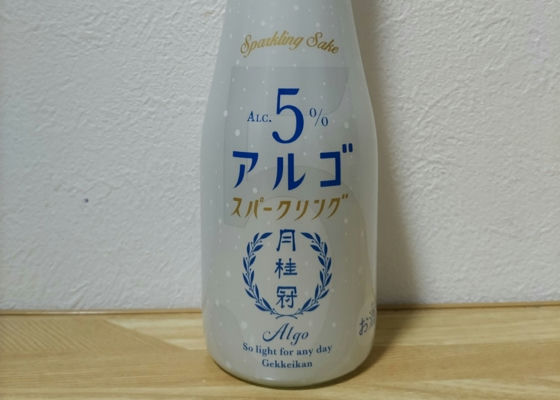 Sparkling Sake
ALC. 5%
アルゴ
スパークリング
月桂冠
Algo
So light for any day
Gekkeikan